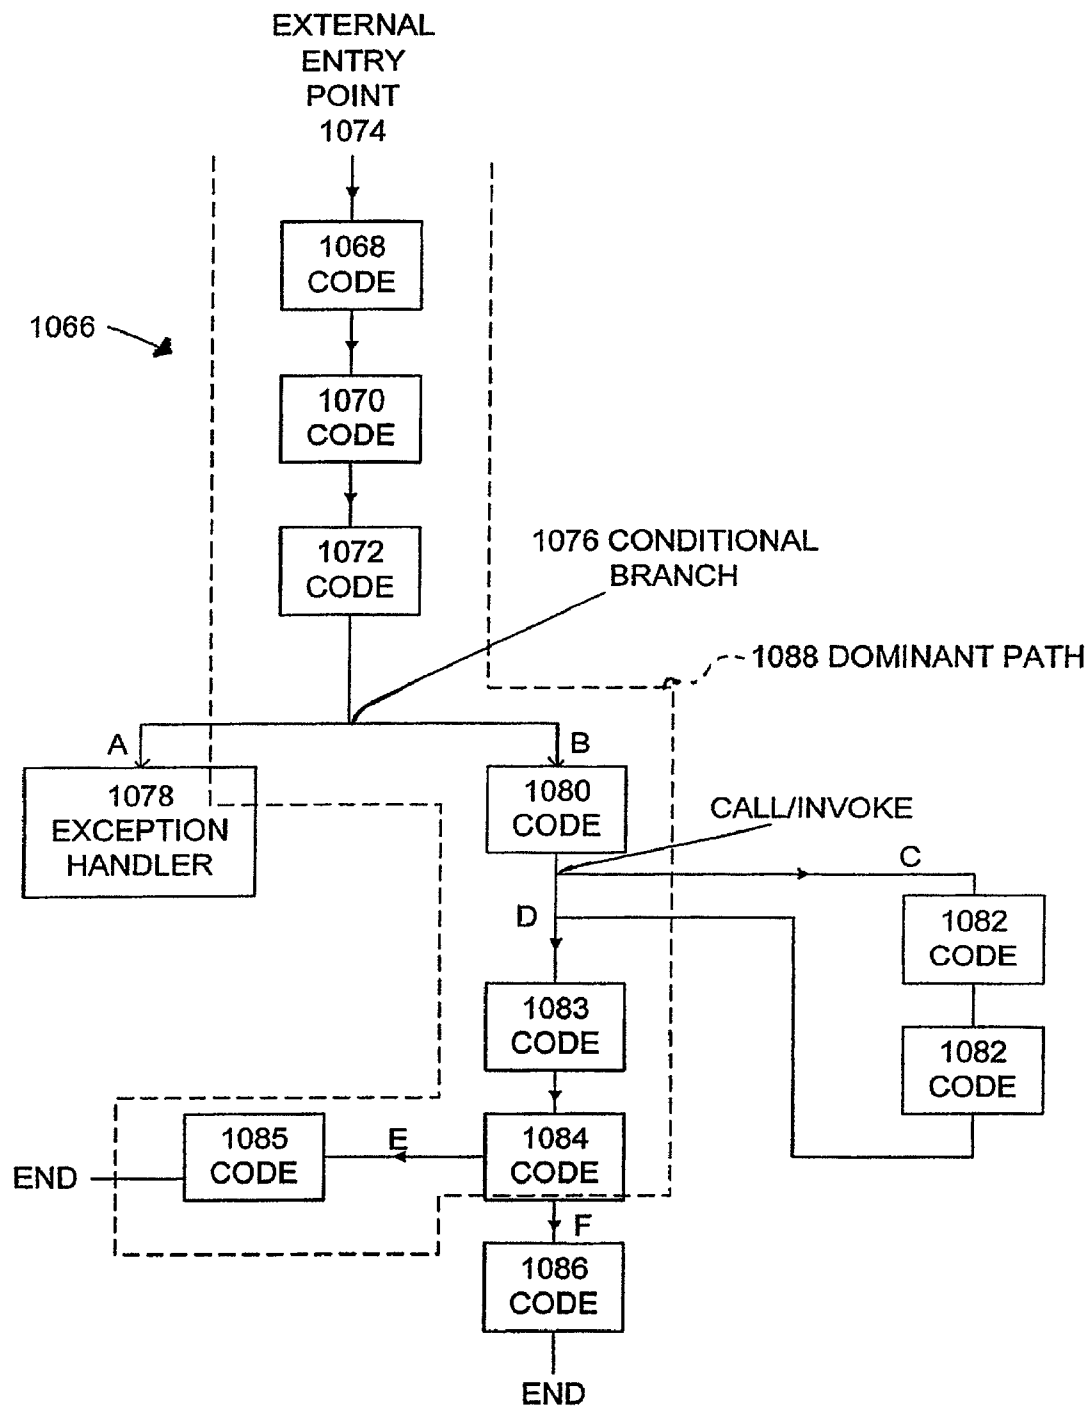 EXTERNAL
ENTRY
POINT
1074
1068
CODE
1066
1070
CODE
1072
CODE
1076 CONDITIONAL
BRANCH
1088 DOMINANT PATH
A
B
1078
EXCEPTION
HANDLER
1080
CODE
CALL/INVOKE
C
D
1082
CODE
1083
CODE
1082
CODE
1085
CODE
E
1084
CODE
END
F
1086
CODE
END